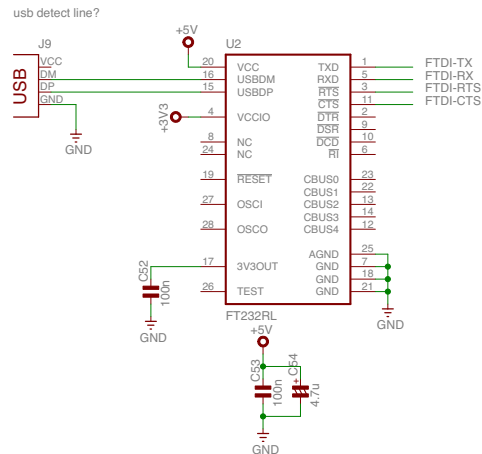 usb detect line?
+5V
J9
U2
USB
VCC
DM
DP
GND
GND
+3V3
20 VCC TXD 1 FTDI-TX
16 USBDM RXD 5 FTDI-RX
15 USBDP RTS 3 FTDI-RTS
CTS 11 FTDI-CTS
4 VCCIO DTR 2
DSR 9
8 NC DCD 10
24 NC RI 6
19 RESET CBUS0 23
CBUS1 22
27 OSCI CBUS2 13
CBUS3 14
28 OSCO CBUS4 12
AGND 25
17 3V3OUT GND 7
GND 18
26 TEST GND 21
C52
100n
GND
GND
FT232RL
+5V
C53
100n
C54
+
4.7u
GND